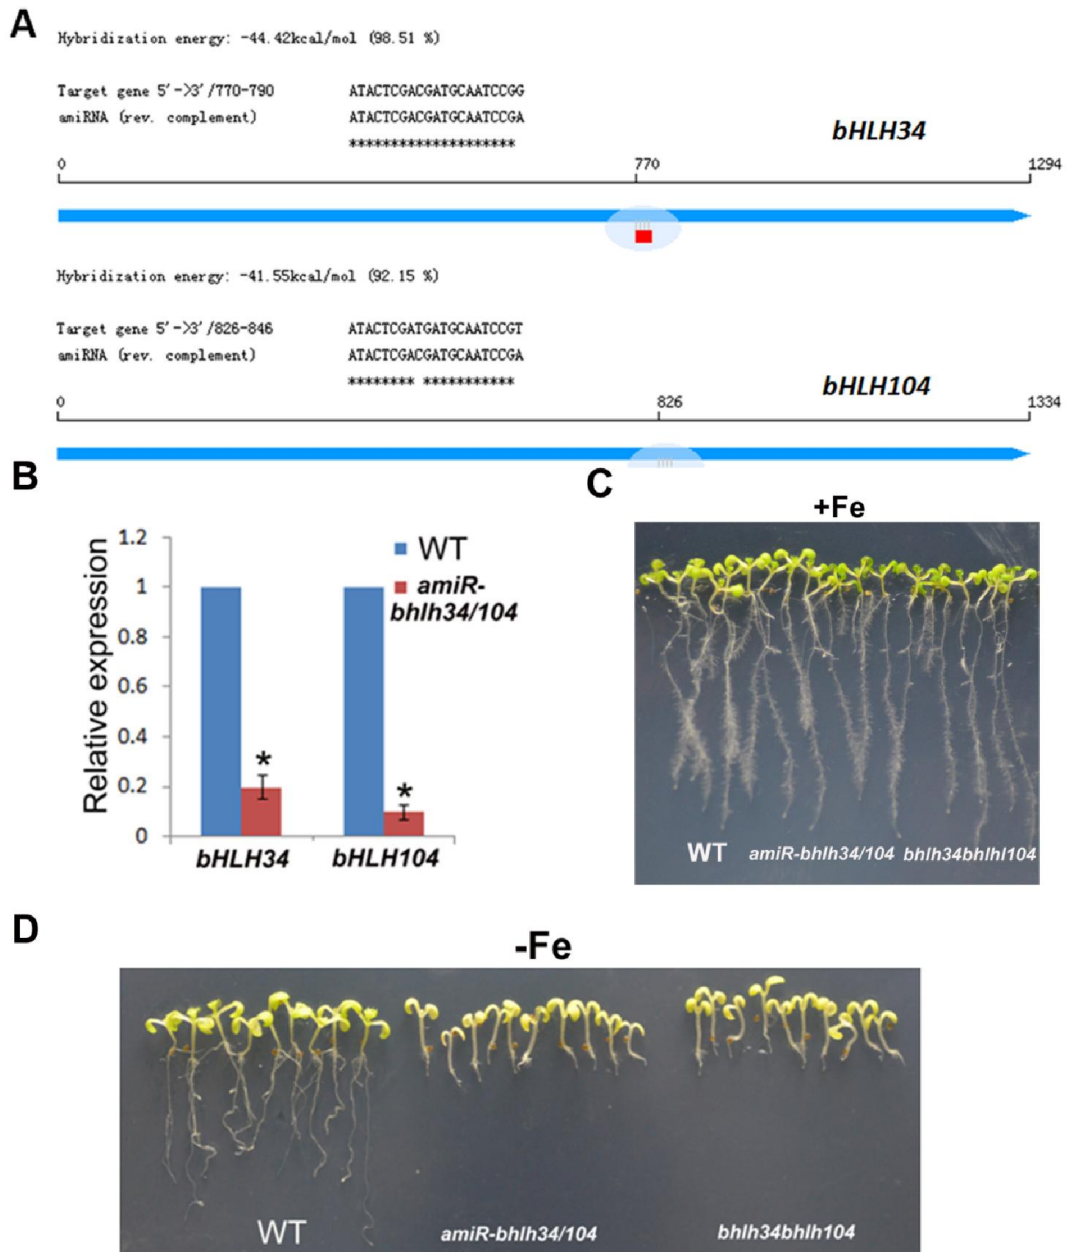 A
Hybridization energy: -44.42kcal/mol (98.51 %)
Target gene 5'->3'/770-790 ATACTCGACGATGCAATCCGG
amiRNA (rev. complement) ATACTCGACGATGCAATCCGA
********************
bHLH34
0 770 1294
Hybridization energy: -41.55kcal/mol (92.15 %)
Target gene 5'->3'/826-846 ATACTCGATGATGCAATCCGT
amiRNA (rev. complement) ATACTCGACGATGCAATCCGA
******** ***********
bHLH104
0 826 1334
B
Relative expression
1.2
1
0.8
0.6
0.4
0.2
0
WT
amiR-
bhlh34/104
*
*
bHLH34 bHLH104
C
+Fe
WT amiR-bhlh34/104 bhlh34bhlhl104
D
-Fe
WT amiR-bhlh34/104 bhlh34bhlh104